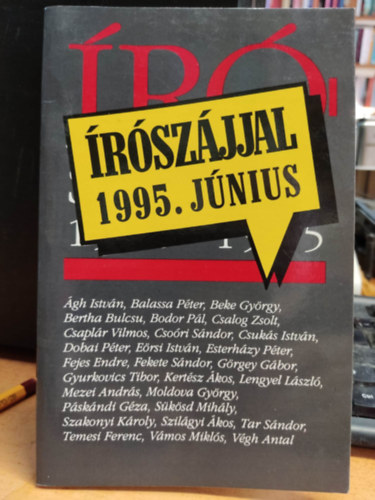 ÍRÓ
ÍRÓSZÁJJAL
1995. JÚNIUS
Ágh István, Balassa Péter, Beke György,
Bertha Bulcsu, Bodor Pál, Csalog Zsolt,
Csaplár Vilmos, Csoóri Sándor, Csukás István,
Dobai Péter, Eörsi István, Esterházy Péter,
Fejes Endre, Fekete Sándor, Görgey Gábor,
Gyurkovics Tibor, Kertész Ákos, Lengyel László,
Mezei András, Moldova György,
Páskándi Géza, Sükösd Mihály,
Szakonyi Károly, Szilágyi Ákos, Tar Sándor,
Temesi Ferenc, Vámos Miklós, Végh Antal